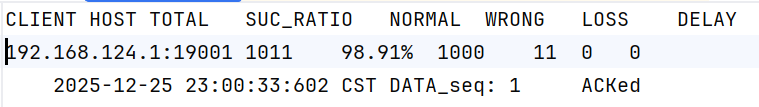 CLIENT HOST TOTAL SUC_RATIO NORMAL WRONG LOSS DELAY
192.168.124.1:19001 1011 98.91% 1000 11 0 0
2025-12-25 23:00:33:602 CST DATA_seq: 1 ACKed